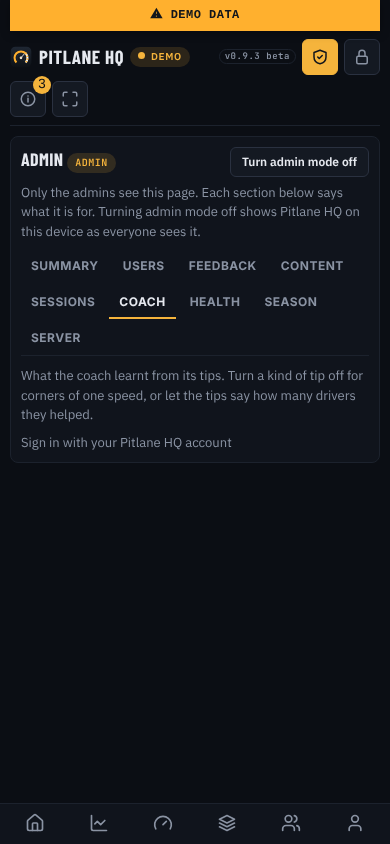 DEMO DATA
PITLANE HQ DEMO v0.9.3 beta
3
ADMIN ADMIN Turn admin mode off
Only the admins see this page. Each section below says
what it is for. Turning admin mode off shows Pitlane HQ on
this device as everyone sees it.
SUMMARY USERS FEEDBACK CONTENT
SESSIONS COACH HEALTH SEASON
SERVER
What the coach learnt from its tips. Turn a kind of tip off for
corners of one speed, or let the tips say how many drivers
they helped.
Sign in with your Pitlane HQ account